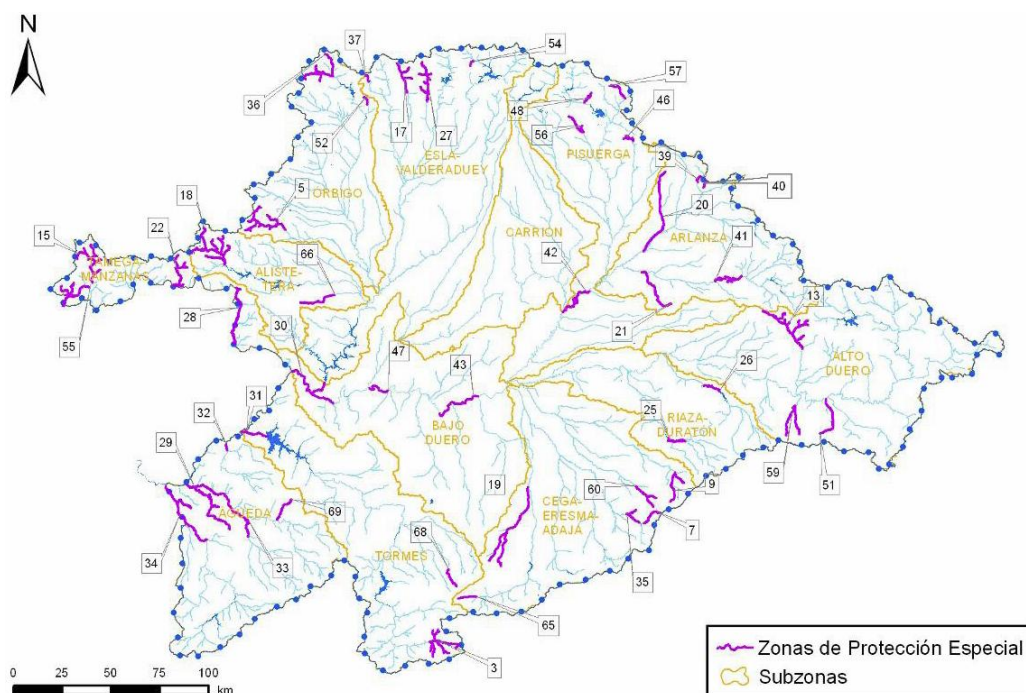 N
37
54
57
36
48
46
52
17
27
56
PISUERGA
ESLA-
VALDERADUEY
39
40
18
5
ORBIGO
20
15
22
CARRIÓN
ARLANZA
41
TAMEGA-
MANZANAS
66
42
ALISTE-
TERA
13
28
21
55
30
ALTO
DUERO
47
43
26
BAJO
DUERO
25
RIAZA-
DURATÓN
32
31
29
19
59
51
60
9
CEGA-
ERESMA-
ADAJA
AGUEDA
69
7
68
34
33
TORMES
35
65
3
0 25 50 75 100
km
Zonas de Protección Especial
Subzonas